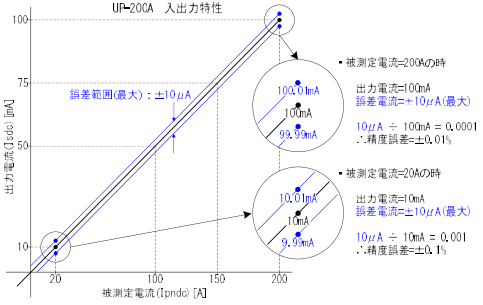 UP-200A 入出力特性
100
75
50
10
出力電流(Isdc) [mA]
誤差範囲(最大) : ±10μA
20
100
150
200
被測定電流(Ipndc) [A]
100.01mA
100mA
99.99mA
・被測定電流=200Aの時
出力電流=100mA
誤差電流=±10μA(最大)
10μA ÷ 100mA = 0.0001
∴精度誤差=±0.01%
10.01mA
10mA
9.99mA
・被測定電流=20Aの時
出力電流=10mA
誤差電流=±10μA(最大)
10μA ÷ 10mA = 0.001
∴精度誤差=±0.1%